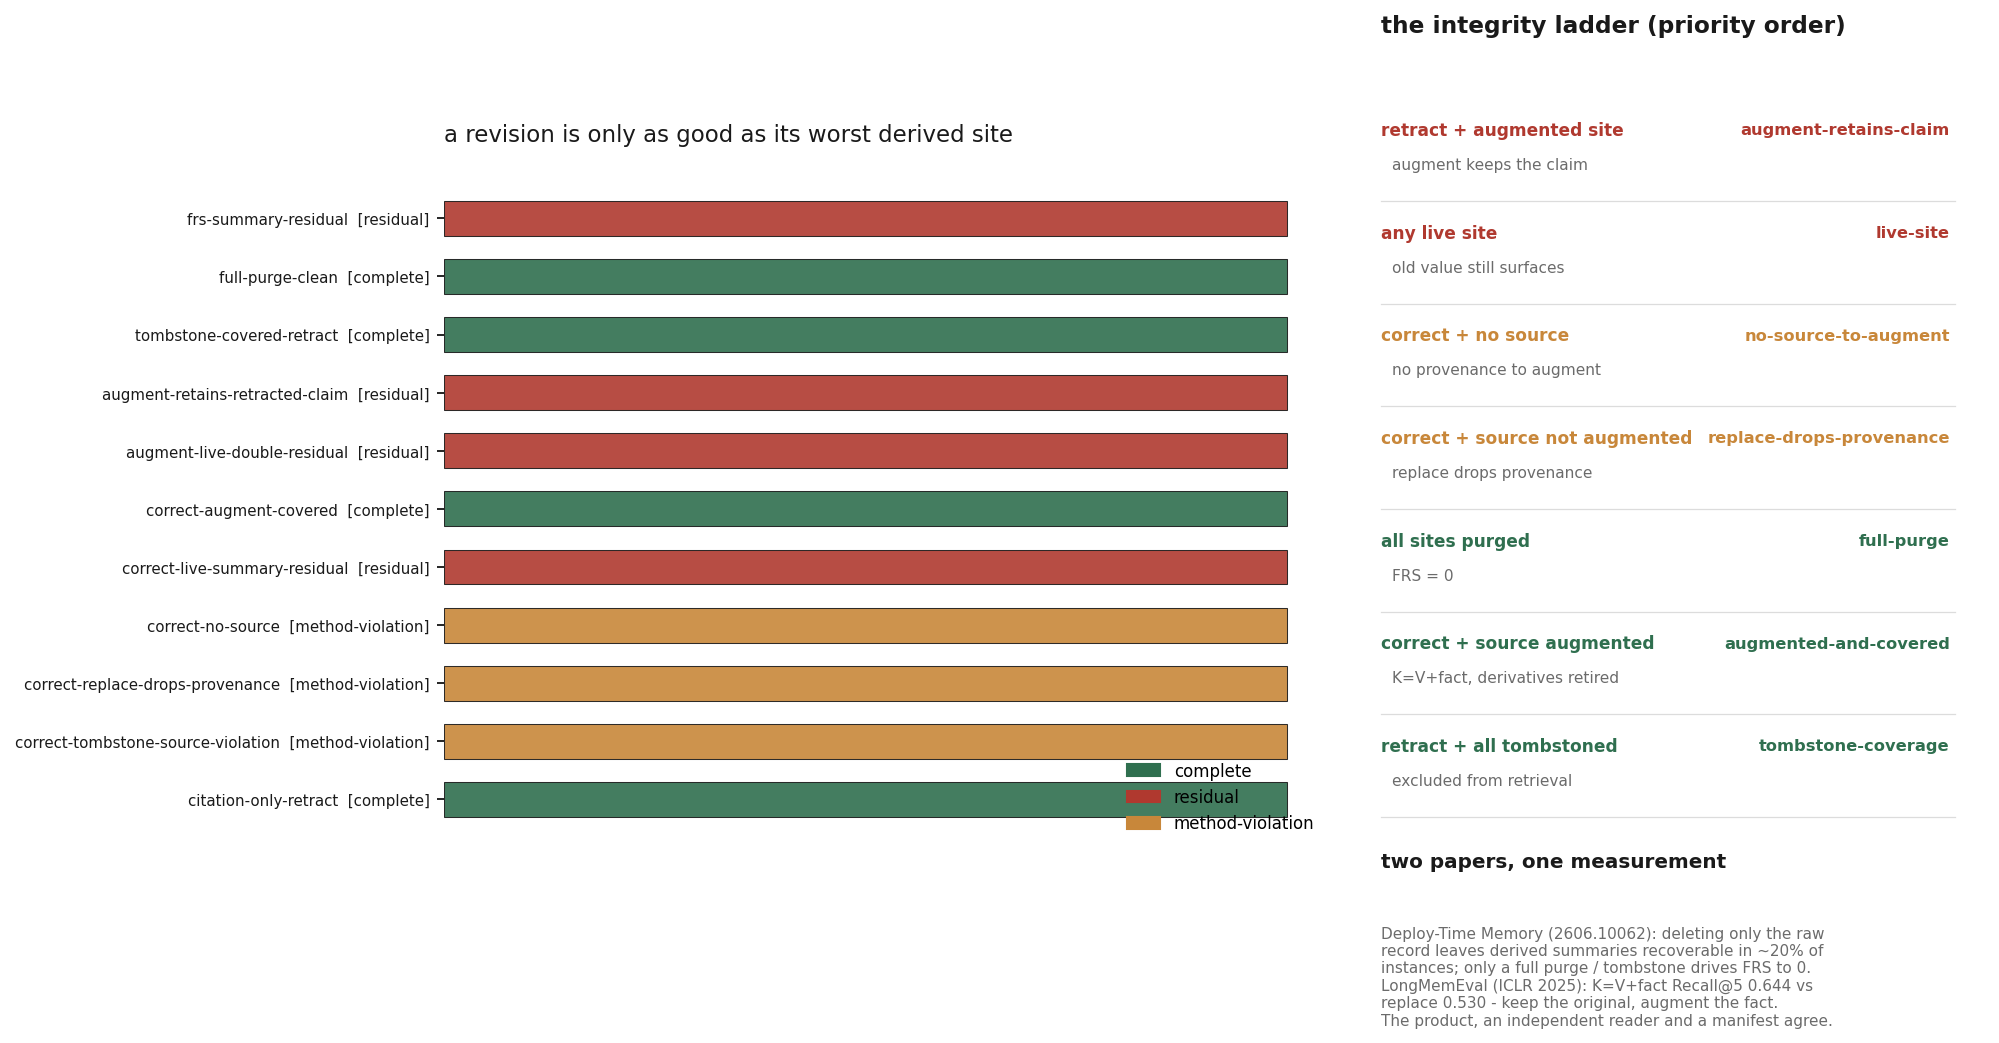 a revision is only as good as its worst derived site
frs-summary-residual [residual]
full-purge-clean [complete]
tombstone-covered-retract [complete]
augment-retains-retracted-claim [residual]
augment-live-double-residual [residual]
correct-augment-covered [complete]
correct-live-summary-residual [residual]
correct-no-source [method-violation]
correct-replace-drops-provenance [method-violation]
correct-tombstone-source-violation [method-violation]
citation-only-retract [complete]
complete
residual
method-violation
the integrity ladder (priority order)
retract + augmented site augment-retains-claim
augment keeps the claim
any live site live-site
old value still surfaces
correct + no source no-source-to-augment
no provenance to augment
correct + source not augmented replace-drops-provenance
replace drops provenance
all sites purged full-purge
FRS = 0
correct + source augmented augmented-and-covered
K=V+fact, derivatives retired
retract + all tombstoned tombstone-coverage
excluded from retrieval
two papers, one measurement
Deploy-Time Memory (2606.10062): deleting only the raw
record leaves derived summaries recoverable in ~20% of
instances; only a full purge / tombstone drives FRS to 0.
LongMemEval (ICLR 2025): K=V+fact Recall@5 0.644 vs
replace 0.530 - keep the original, augment the fact.
The product, an independent reader and a manifest agree.